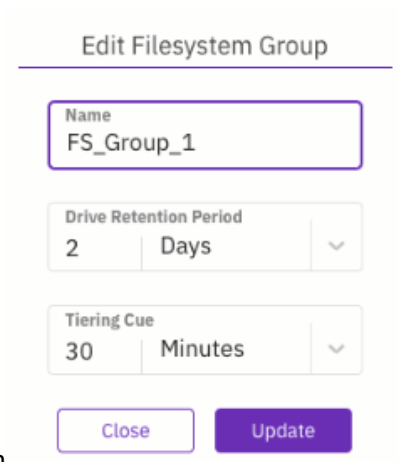 Edit Filesystem Group
Name
FS_Group_1
Drive Retention Period
2 Days
Tiering Cue
30 Minutes
Close Update